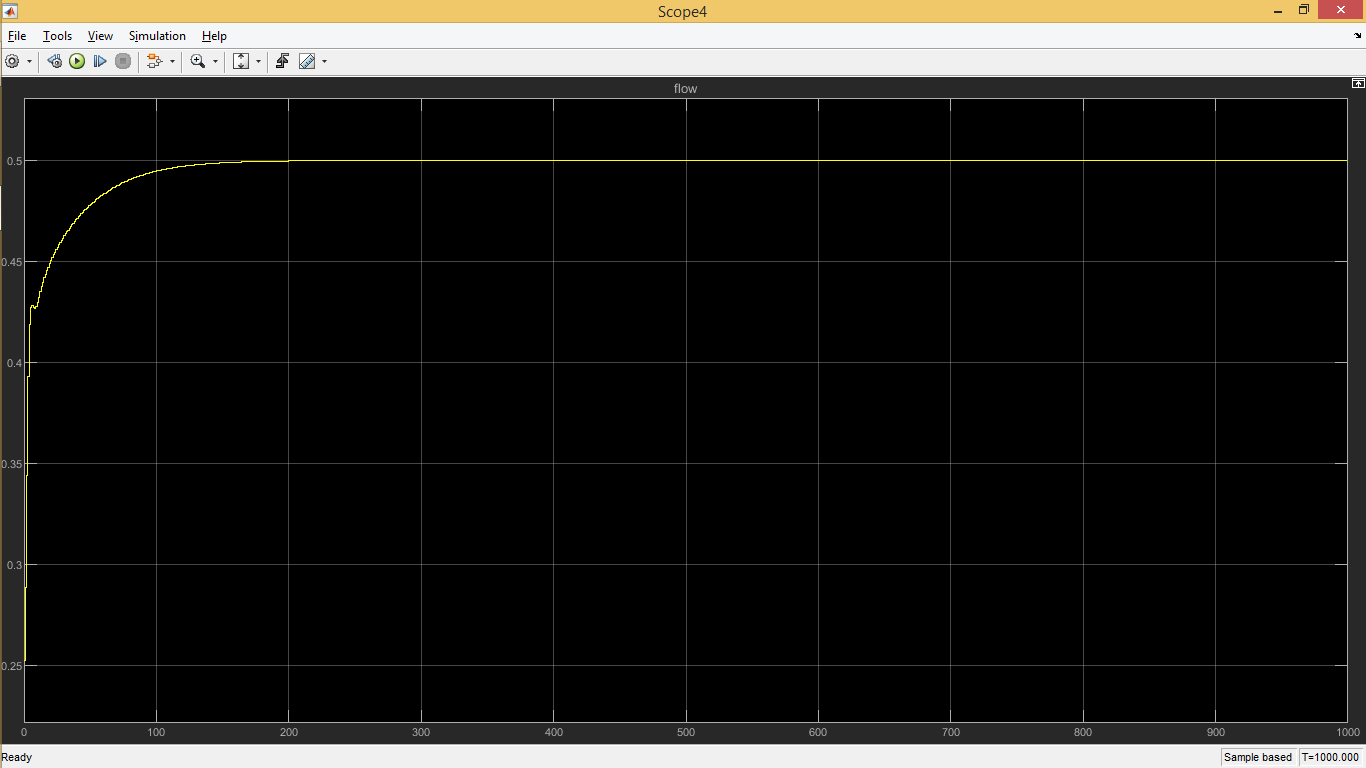 Scope4
File Tools View Simulation Help
flow
0.5
0.45
0.4
0.35
0.3
0.25
0 100 200 300 400 500 600 700 800 900 1000
Ready Sample based T=1000.000